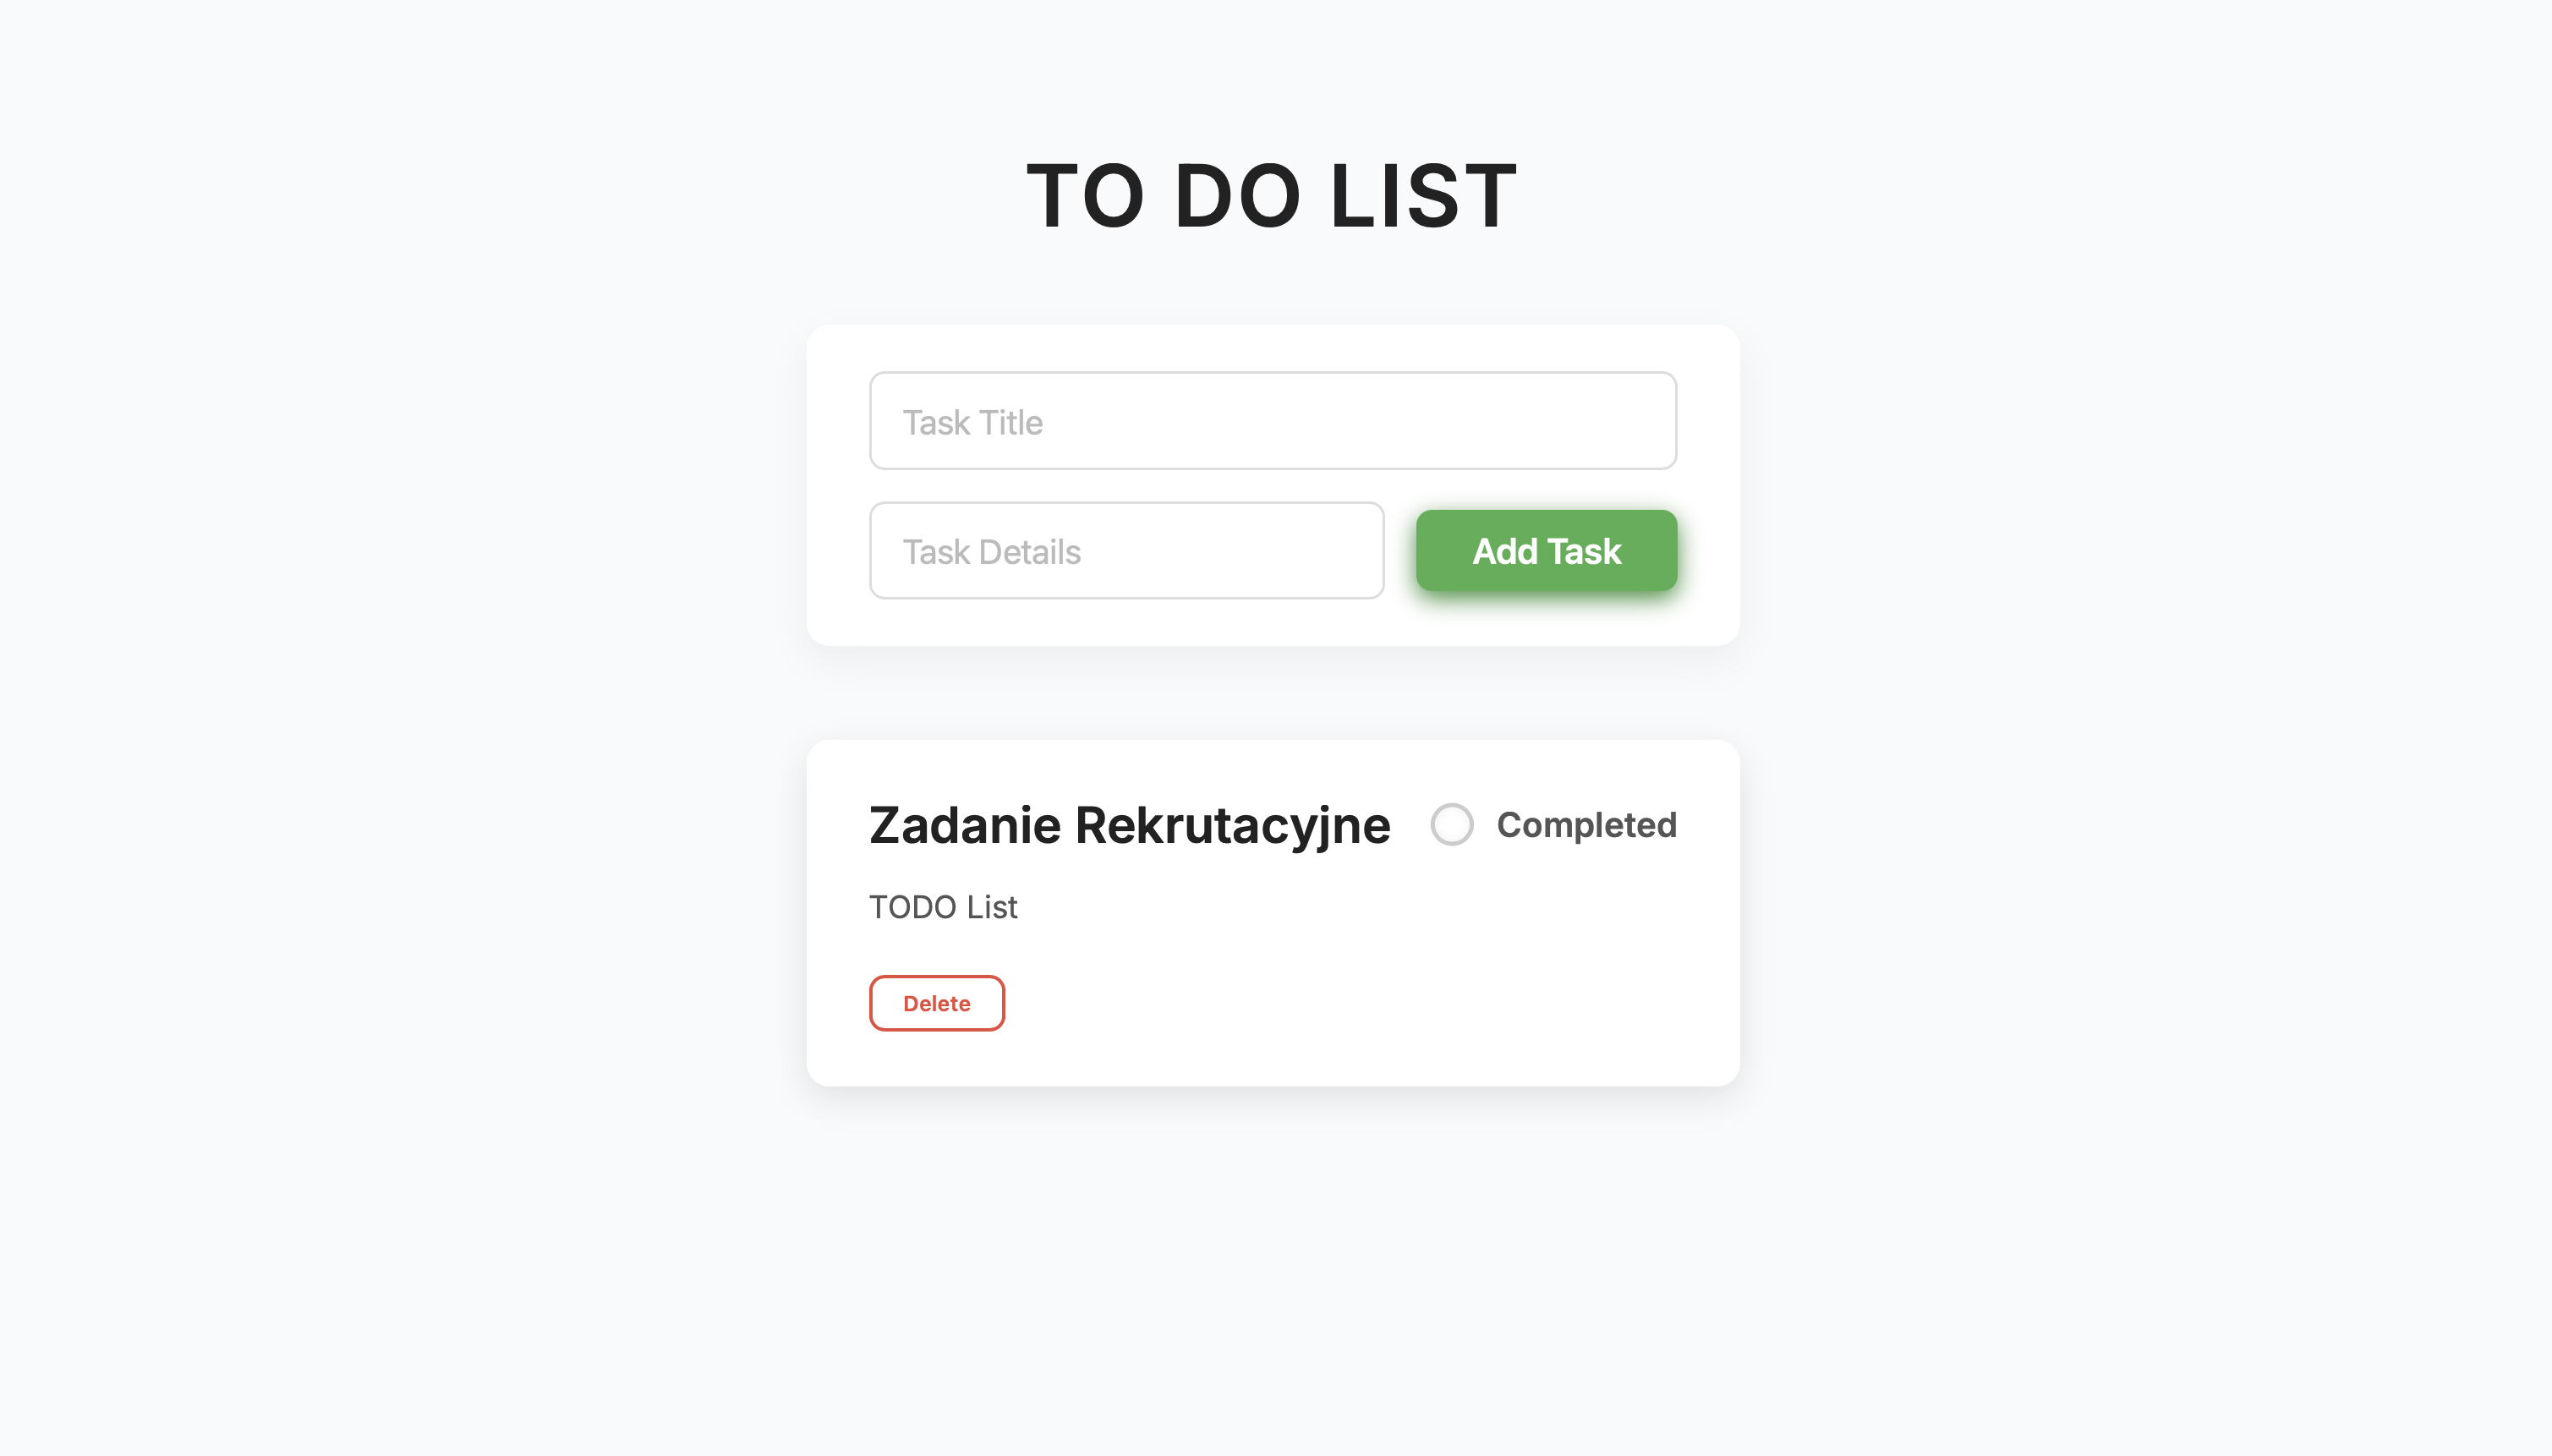 TO DO LIST
Task Title
Task Details
Add Task
Zadanie Rekrutacyjne
Completed
TODO List
Delete